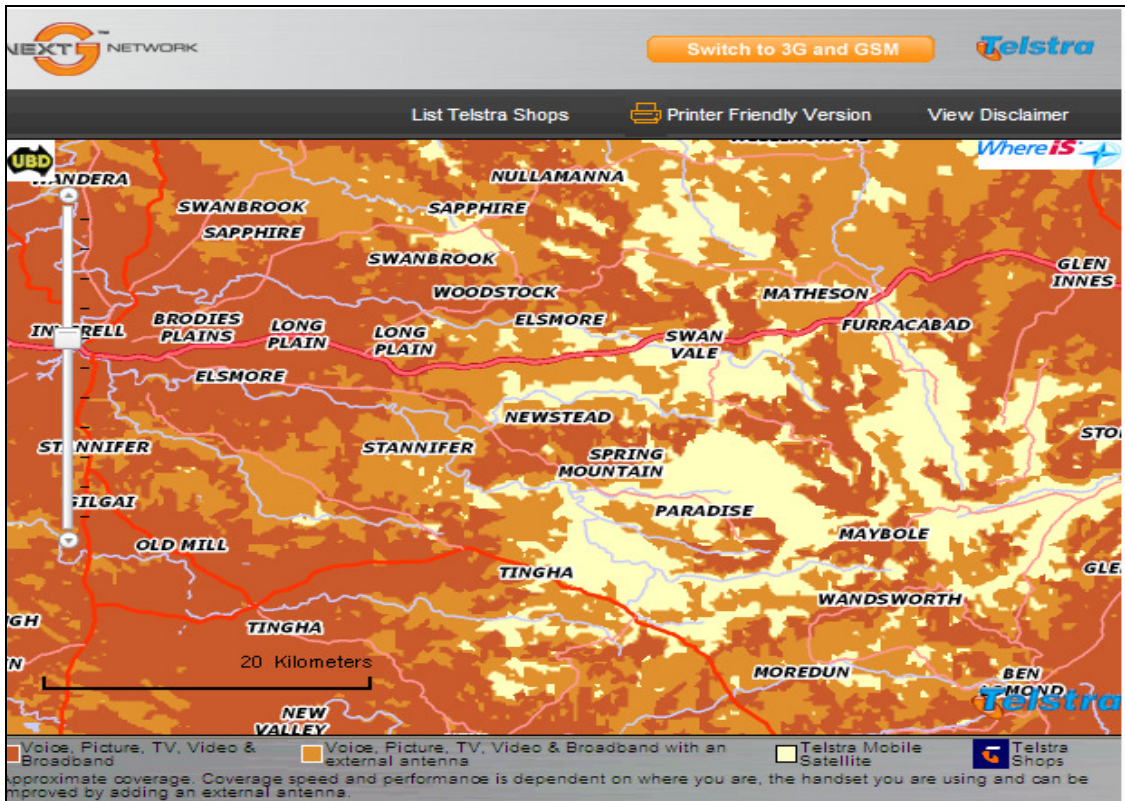 NEXT G ™ NETWORK
Switch to 3G and GSM
Telstra
List Telstra Shops
Printer Friendly Version
View Disclaimer
UBD
Where iS
NULLAMANNA
SWANBROOK
SAPPHIRE
SAPPHIRE
SWANBROOK
GLEN
INNES
WOODSTOCK
MATHESON
BRODIES
PLAINS
LONG
PLAIN
LONG
PLAIN
ELSMORE
SWAN
VALE
FURRACABAD
ELSMORE
NEWSTEAD
STANNIFER
STANNIFER
SPRING
MOUNTAIN
GILGAI
PARADISE
OLD MILL
MAYBOLE
TINGHA
WANDSWORTH
TINGHA
20 Kilometers
MOREDUN
BEN
Telstra
NEW
VALLEY
Voice, Picture, TV, Video &
Broadband
Voice, Picture, TV, Video & Broadband with an
external antenna
Telstra Mobile
Satellite
Telstra
Shops
Approximate coverage. Coverage speed and performance is dependent on where you are, the handset you are using and can be
improved by adding an external antenna.